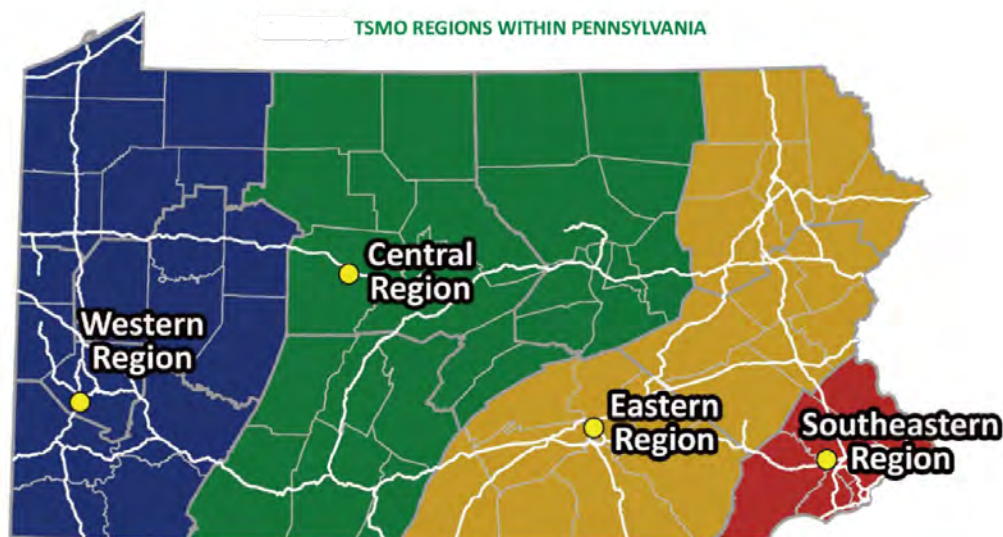 TSMO REGIONS WITHIN PENNSYLVANIA
Central
Region
Western
Region
Eastern
Region
Southeastern
Region